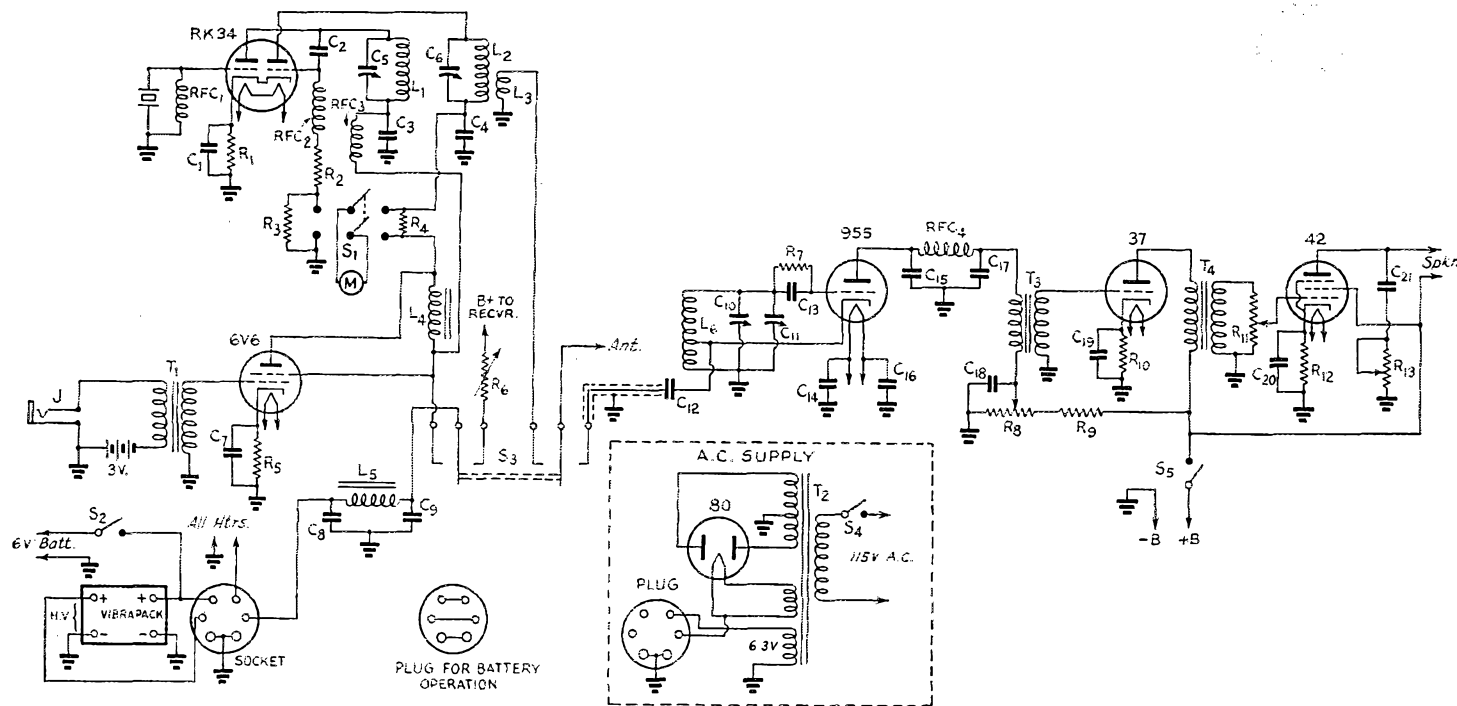 RK34
C2
C5
C6
L2
L3
L1
RFC1
RFC3
RFC2
C3
C4
C1
R1
R2
R3
R4
S1
M
L4
B+ TO
RECVR.
R6
6V6
J
T1
3V.
C7
R5
L5
C8
C9
S3
Ant.
C12
L6
C10
C11
R7
C13
955
RFC4
C15
C17
C14
C16
C18
R8
R9
T3
37
C19
R10
T4
R11
42
C20
R12
C21
R13
Spkr.
S5
-B
+B
S2
6V Batt.
All Htrs.
H.V.
+
+
VIBRAPACK
-
-
SOCKET
PLUG FOR BATTERY
OPERATION
A.C. SUPPLY
80
T2
S4
115V A.C.
PLUG
6.3V